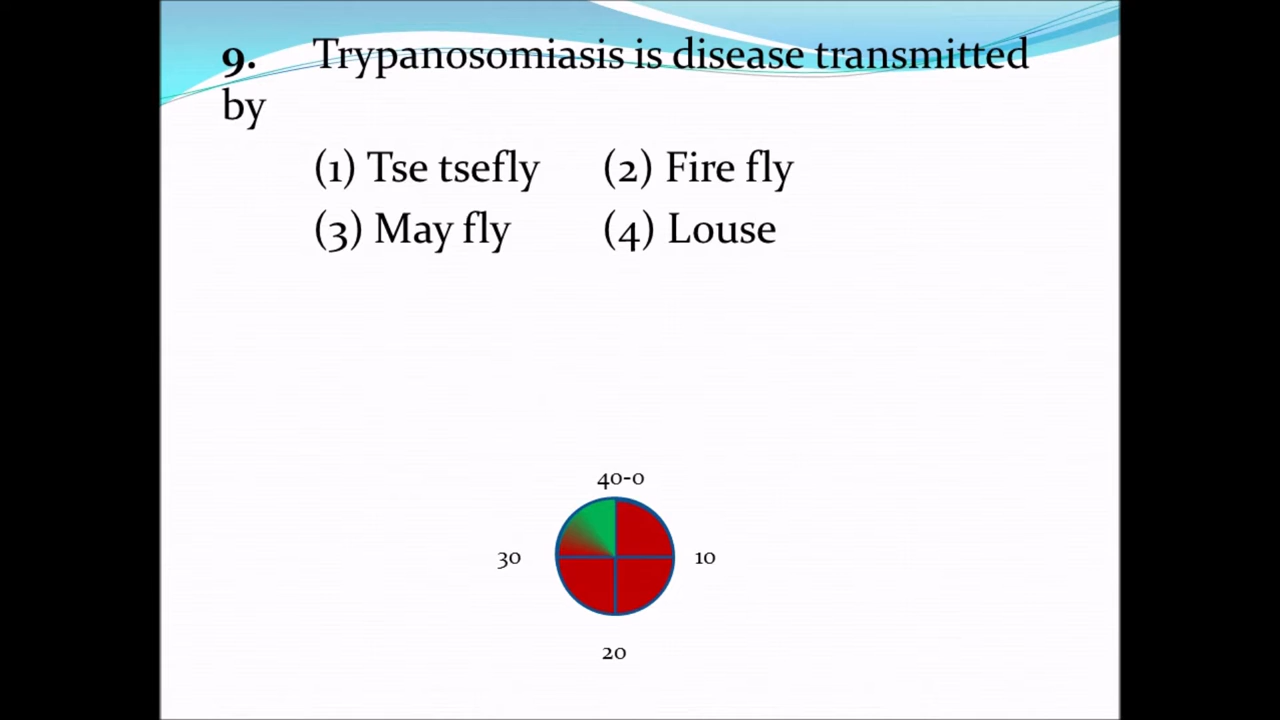 9. Trypanosomiasis is disease transmitted
by
(1) Tse tsefly (2) Fire fly
(3) May fly (4) Louse
40-0
30 10
20